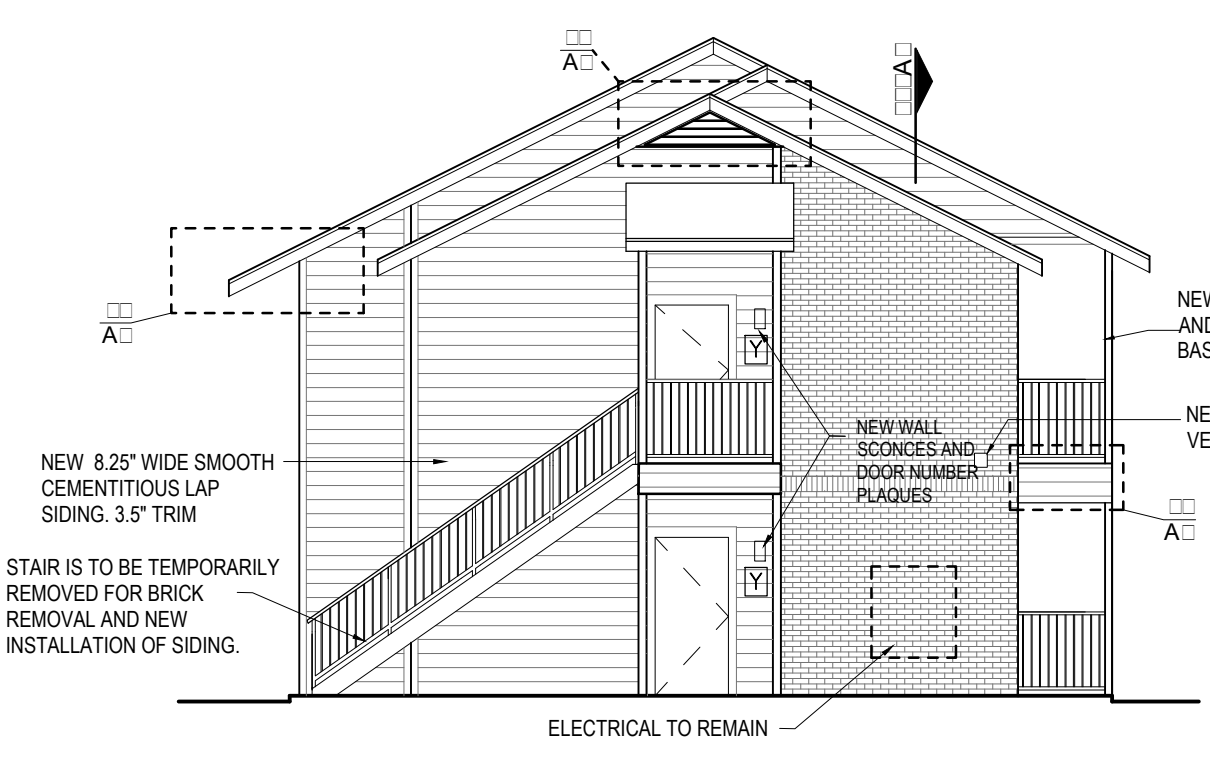 □□
A□
□□□□
A□
□□
A□
NEW
AND
BAS
NE
VE
Y
NEW WALL
SCONCES AND
DOOR NUMBER
PLAQUES
NEW 8.25" WIDE SMOOTH
CEMENTITIOUS LAP
SIDING. 3.5" TRIM
□□
A□
STAIR IS TO BE TEMPORARILY
REMOVED FOR BRICK
REMOVAL AND NEW
INSTALLATION OF SIDING.
Y
ELECTRICAL TO REMAIN